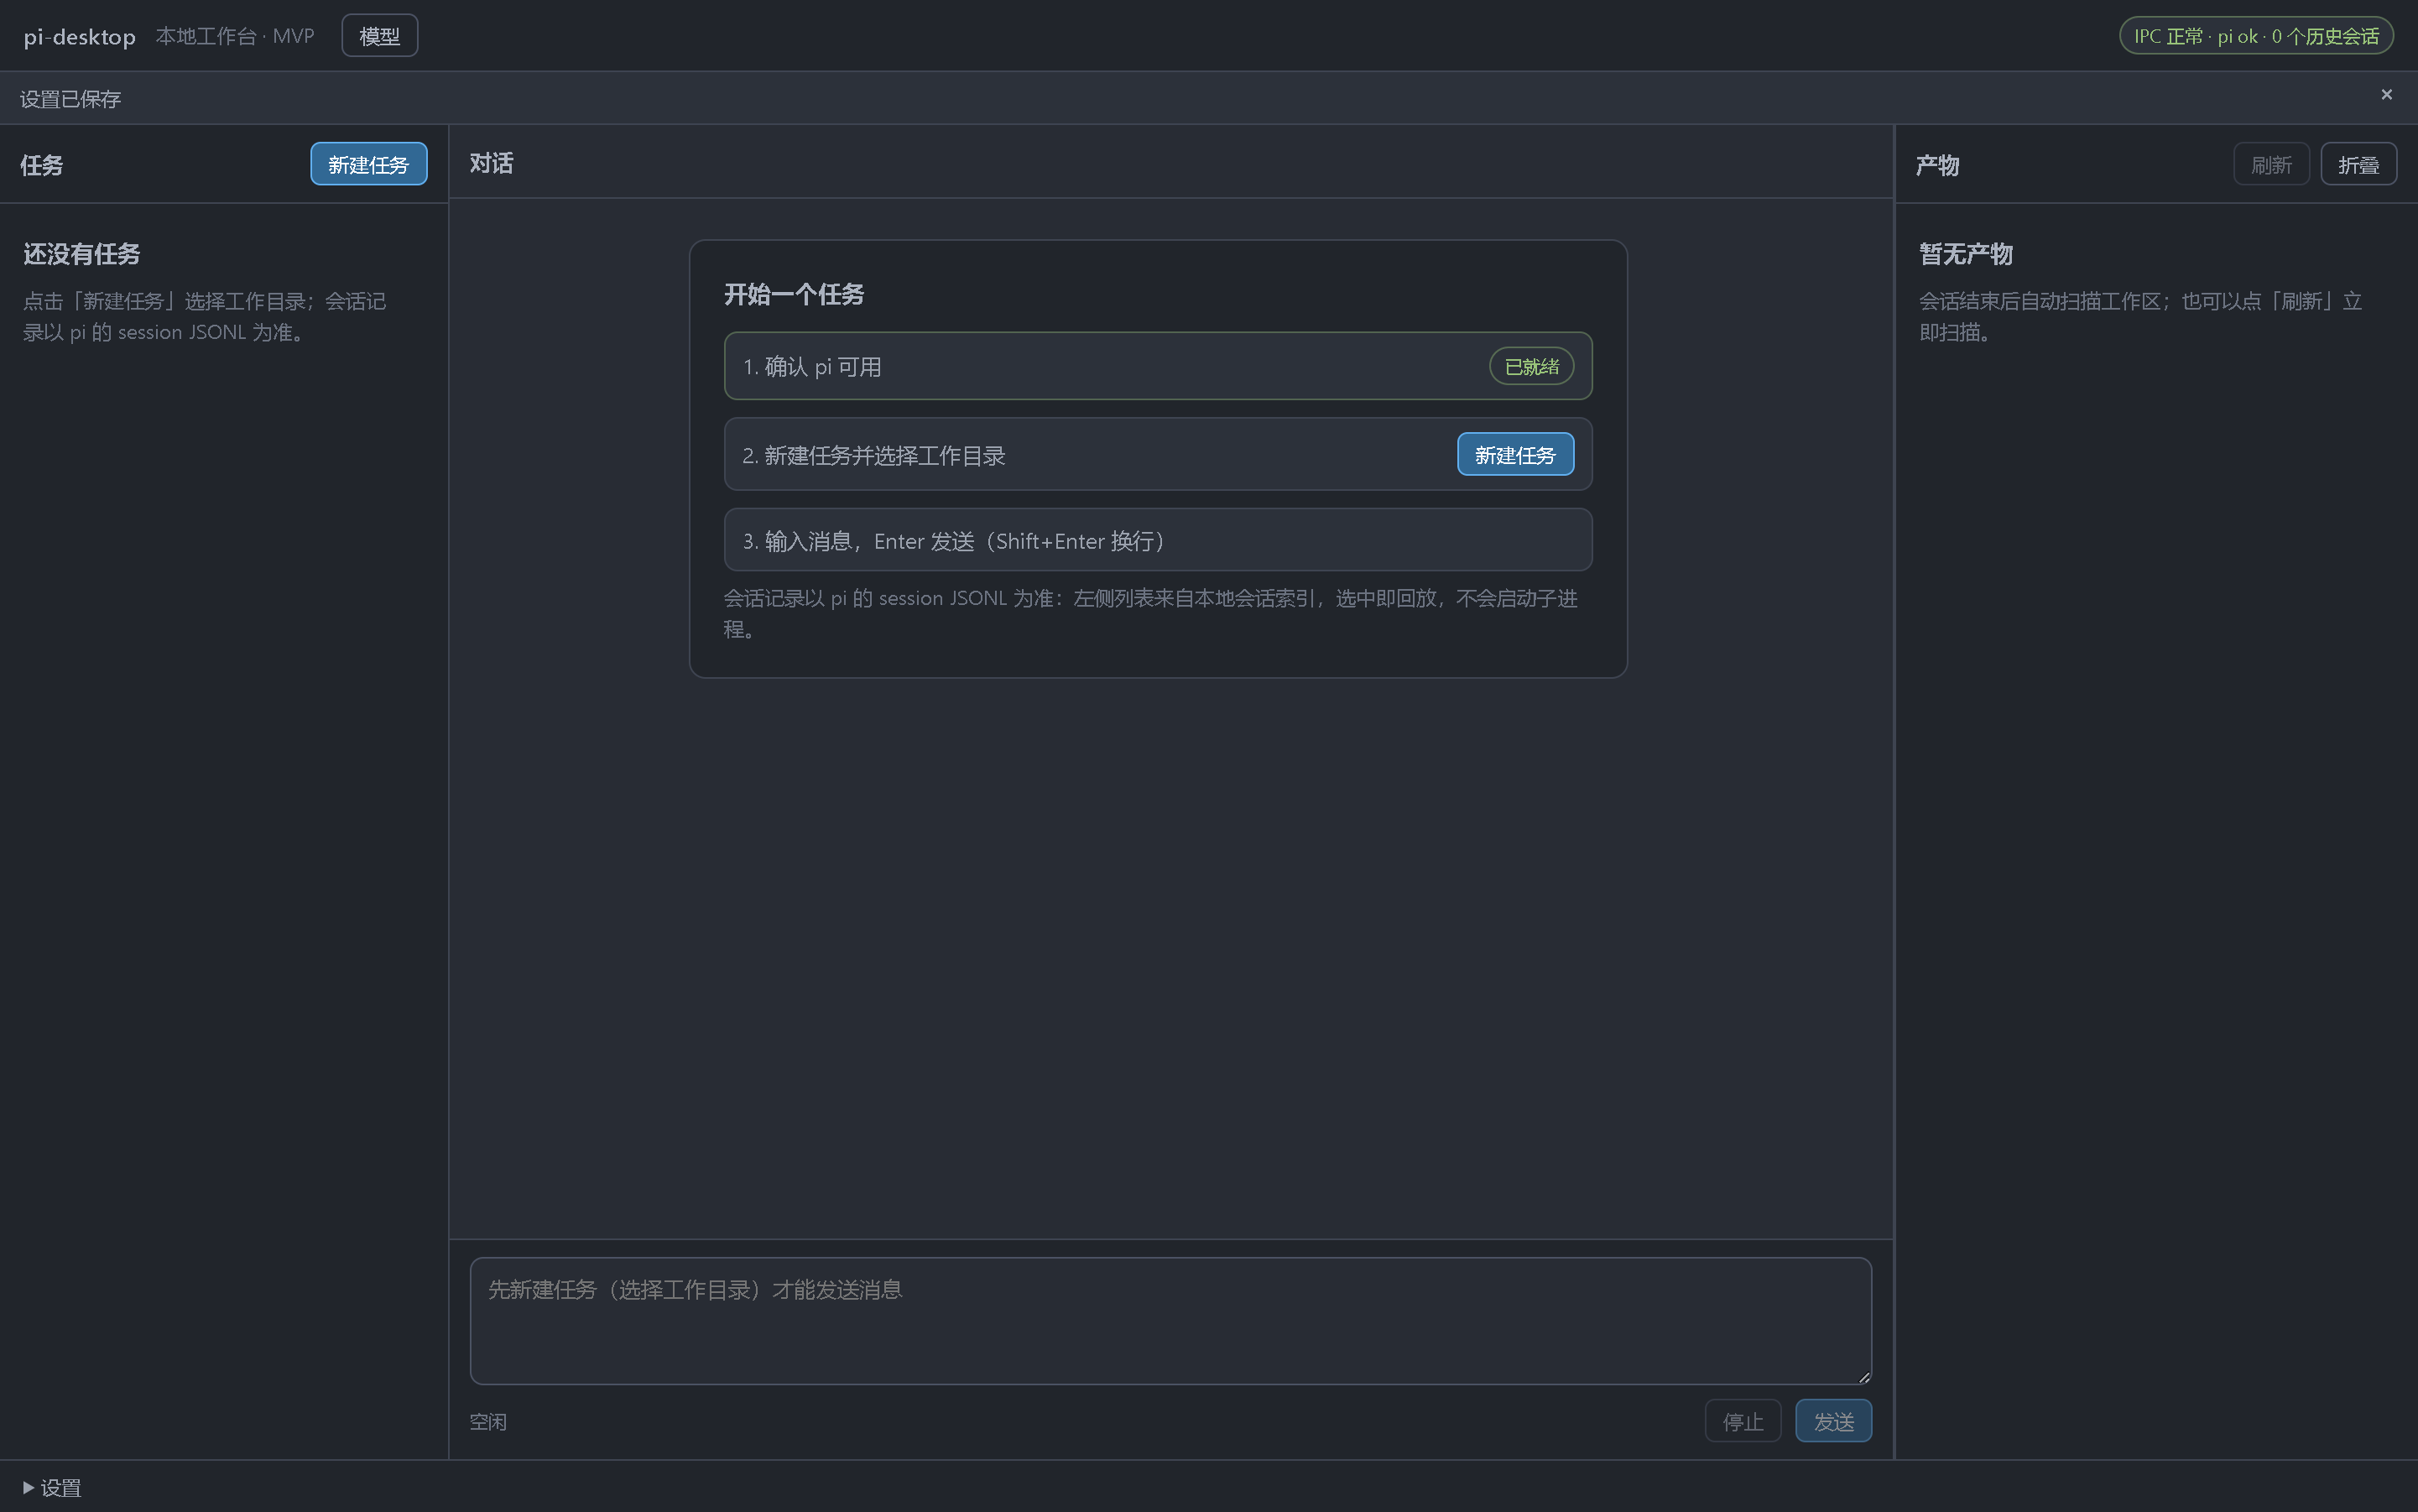 pi-desktop 本地工作台 · MVP 模型
IPC 正常 · pi ok · 0 个历史会话
设置已保存
×
任务
新建任务
还没有任务
点击「新建任务」选择工作目录；会话记
录以 pi 的 session JSONL 为准。
对话
开始一个任务
1. 确认 pi 可用
已就绪
2. 新建任务并选择工作目录
新建任务
3. 输入消息，Enter 发送（Shift+Enter 换行）
会话记录以 pi 的 session JSONL 为准：左侧列表来自本地会话索引，选中即回放，不会启动子进
程。
先新建任务（选择工作目录）才能发送消息
空闲
停止
发送
产物
刷新
折叠
暂无产物
会话结束后自动扫描工作区；也可以点「刷新」立
即扫描。
设置